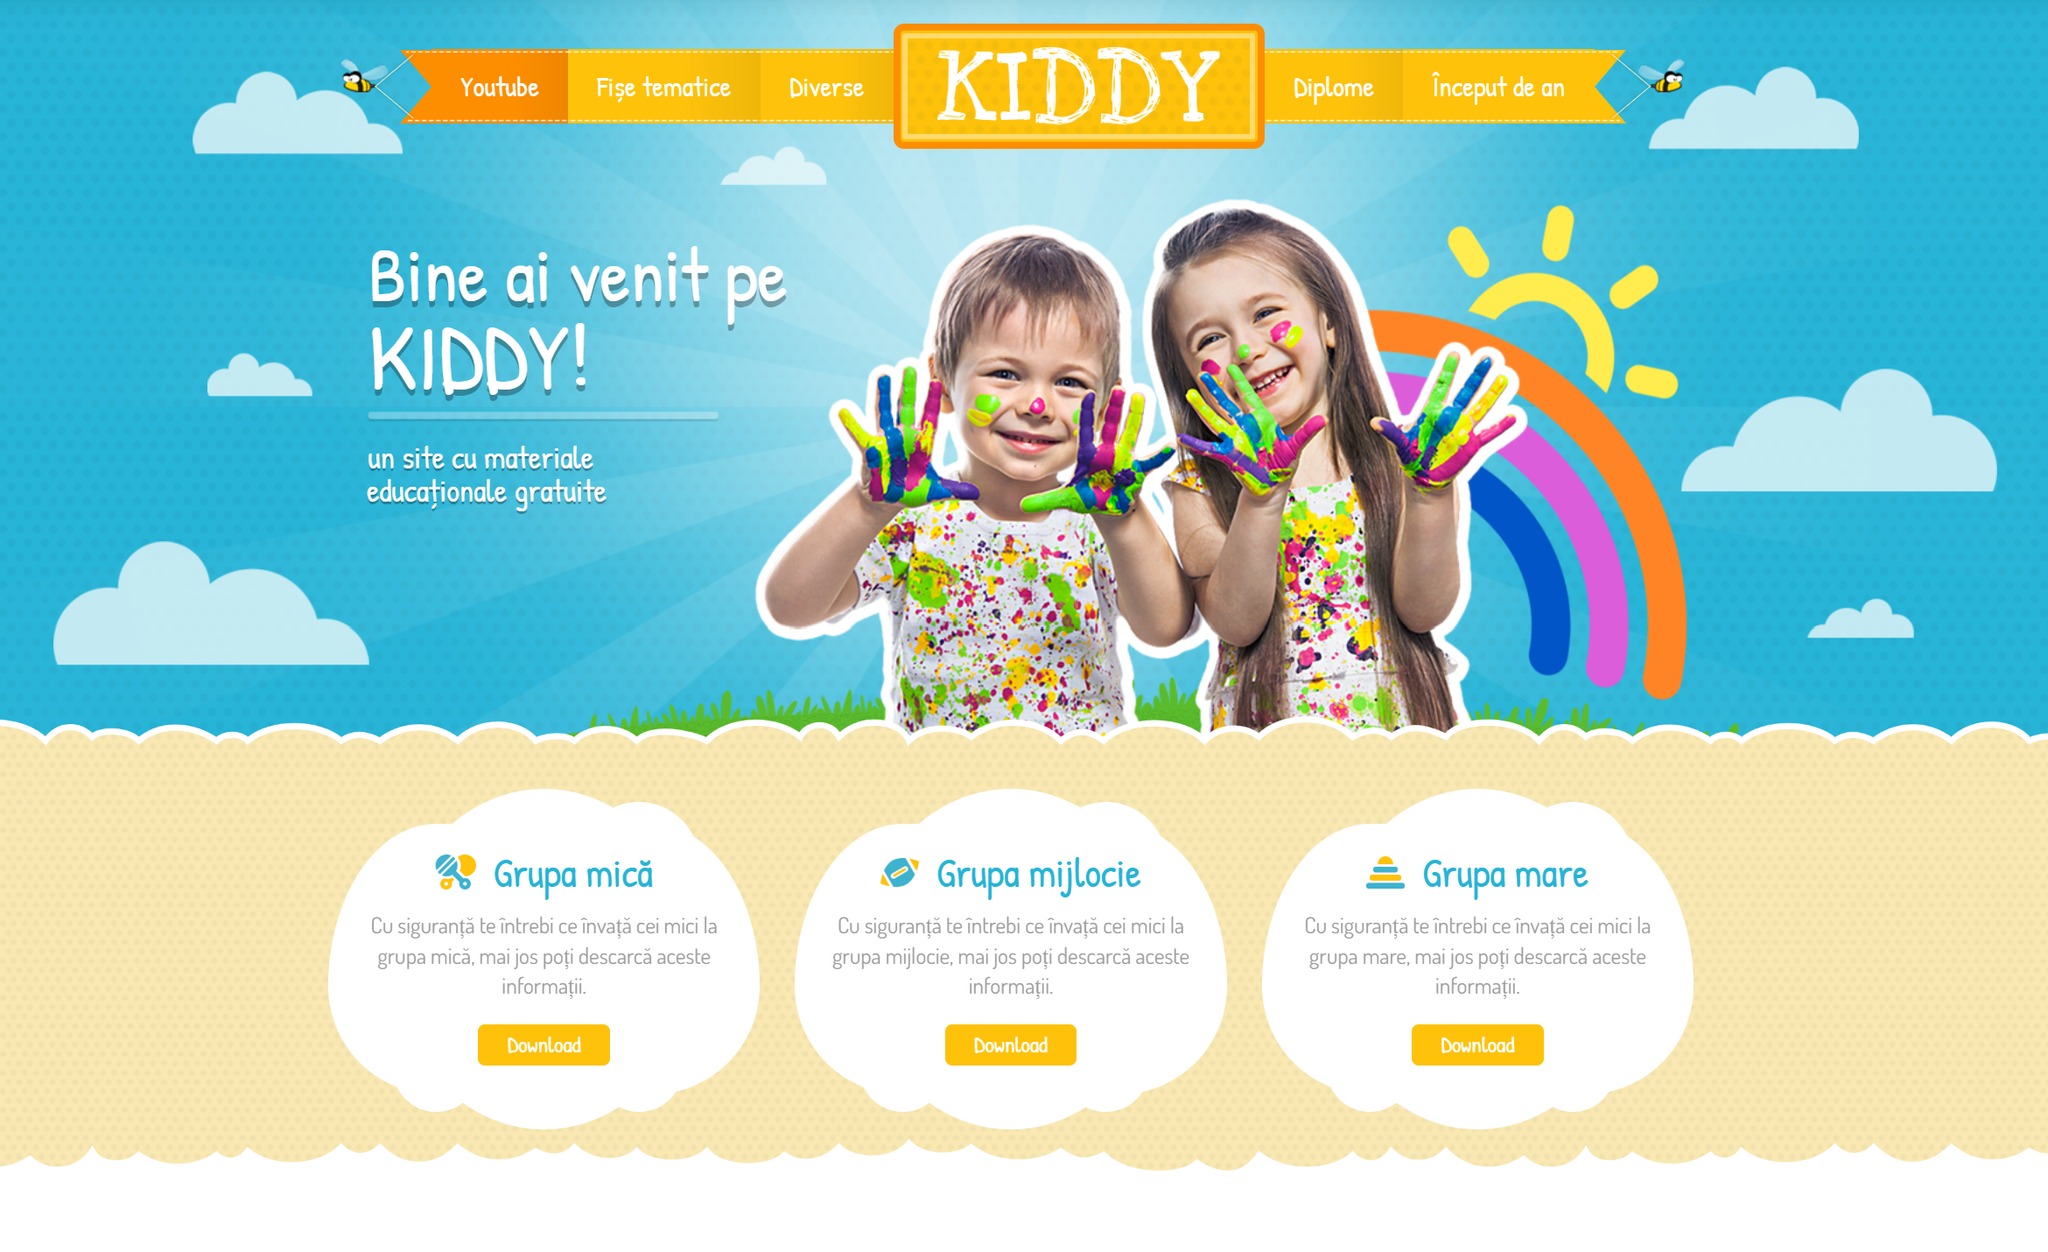 Youtube
Fișe tematice
Diverse
KIDDY
Diplome
Început de an
Bine ai venit pe
KIDDY!
un site cu materiale
educaționale gratuite
Grupa mică
Cu siguranță te întrebi ce învață cei mici la
grupa mică, mai jos poți descarcă aceste
informații.
Download
Grupa mijlocie
Cu siguranță te întrebi ce învață cei mici la
grupa mijlocie, mai jos poți descarcă aceste
informații.
Download
Grupa mare
Cu siguranță te întrebi ce învață cei mici la
grupa mare, mai jos poți descarcă aceste
informații.
Download